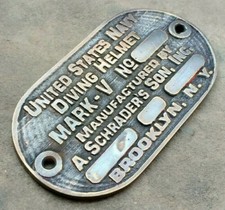 UNITED STATES NAVY
DIVING HELMET
MARK. V NO.
MANUFACTURED BY
A. SCHRADER'S SON INC.
BROOKLYN. N. Y.